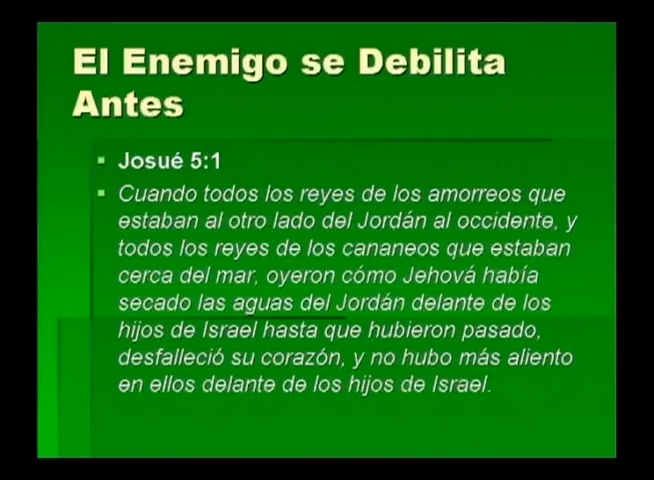 El Enemigo se Debilita
Antes
Josué 5:1
Cuando todos los reyes de los amorreos que
estaban al otro lado del Jordán al occidente, y
todos los reyes de los cananeos que estaban
cerca del mar, oyeron cómo Jehová había
secado las aguas del Jordán delante de los
hijos de Israel hasta que hubieron pasado,
desfalleció su corazón, y no hubo más aliento
en ellos delante de los hijos de Israel.